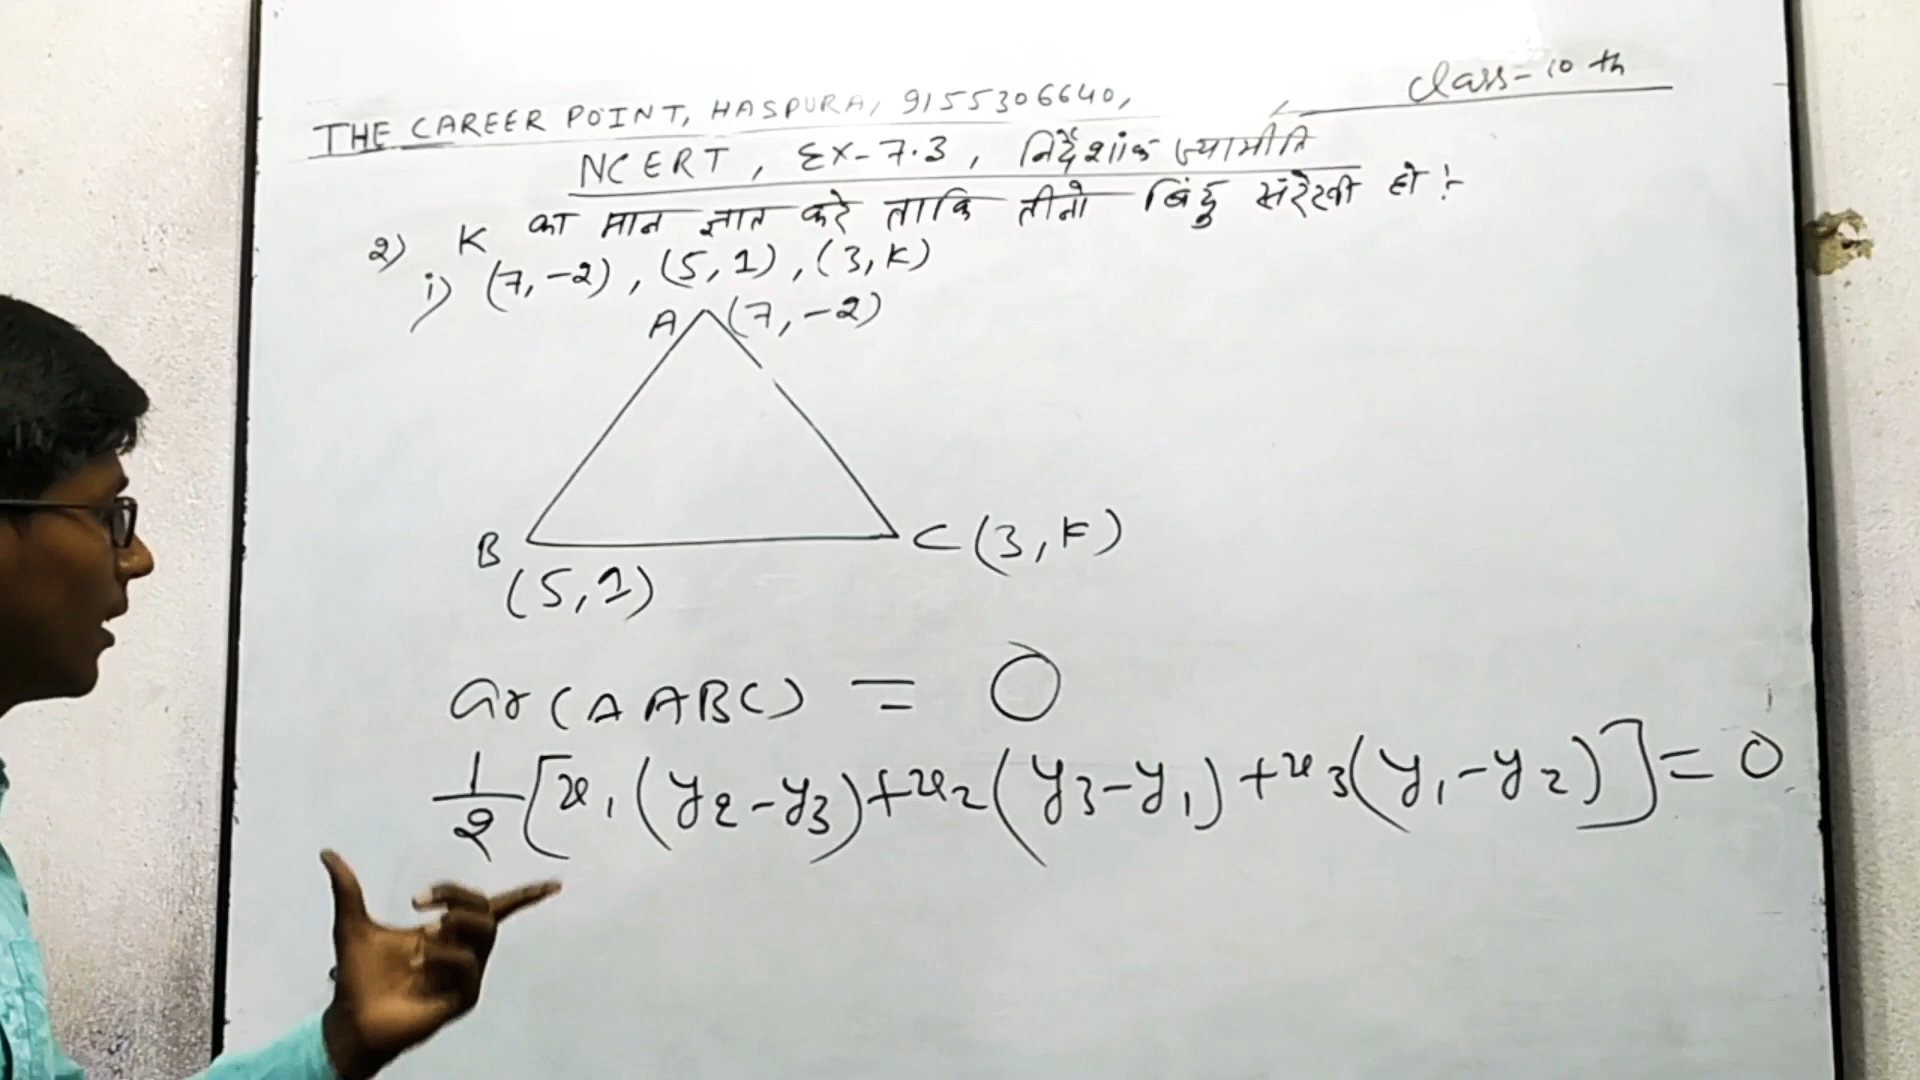 Class-10 th
THE CAREER POINT, HASPURA, 9155306640,
NCERT, EX-7.3, निर्देशांक ज्यामीति
2) K का मान ज्ञात करे ताकि तीनो बिंदु संरेखी हो :-
i) (7,-2), (5,1), (3,K)
A (7,-2)
B C (3,K)
(5,1)
ar(△ABC) = 0
1/2[x₁(y₂-y₃)+x₂(y₃-y₁)+x₃(y₁-y₂)]=0